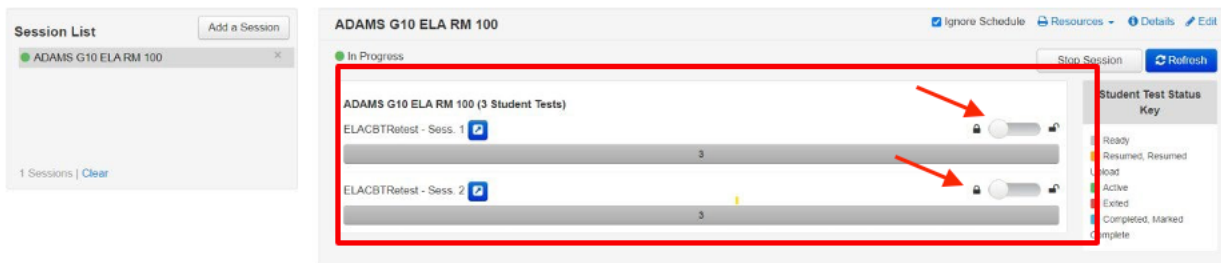 Session List
Add a Session
ADAMS G10 ELA RM 100
1 Sessions | Clear
ADAMS G10 ELA RM 100
Ignore Schedule
Resources
Details
Edit
In Progress
Stop Session
Refresh
ADAMS G10 ELA RM 100 (3 Student Tests)
ELACBTRetest - Sess. 1
3
ELACBTRetest - Sess. 2
3
Student Test Status
Key
Ready
Resumed, Resumed
Upload
Active
Exited
Completed, Marked
Complete